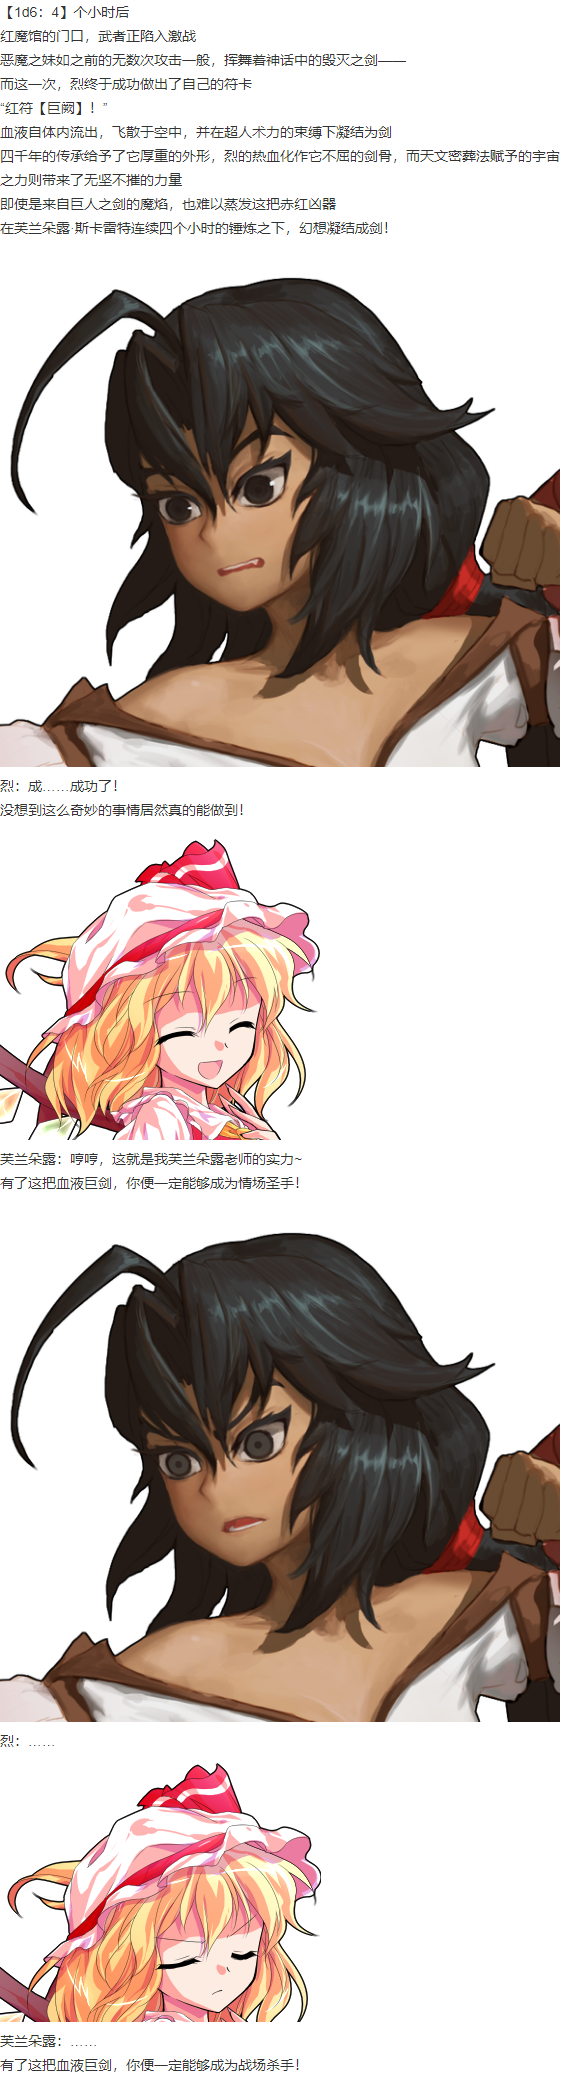 【1d6：4】个小时后
红魔馆的门口，武者正陷入激战
恶魔之妹如之前的无数次攻击一般，挥舞着神话中的毁灭之剑——
而这一次，烈终于成功做出了自己的符卡
“红符【巨阙】！”
血液自体内流出，飞散于空中，并在超人术力的束缚下凝结为剑
四千年的传承给予了它厚重的外形，烈的热血化作它不屈的剑骨，而天文密葬法赋予的宇宙
之力则带来了无坚不摧的力量
即使是来自巨人之剑的魔焰，也难以蒸发这把赤红凶器
在芙兰朵露·斯卡雷特连续四个小时的锤炼之下，幻想凝结成剑！
烈：成……成功了！
没想到这么奇妙的事情居然真的能做到！
芙兰朵露：哼哼，这就是我芙兰朵露老师的实力~
有了这把血液巨剑，你便一定能够成为情场圣手！
烈：……
芙兰朵露：……
有了这把血液巨剑，你便一定能够成为战场杀手！